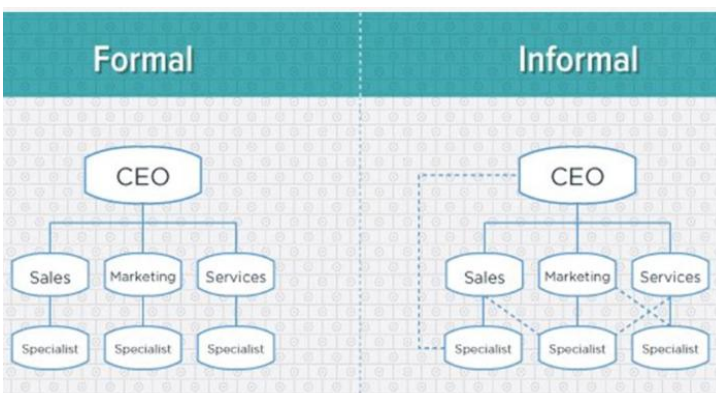 Formal
Informal
CEO
Sales
Marketing
Services
Specialist
Specialist
Specialist
CEO
Sales
Marketing
Services
Specialist
Specialist
Specialist